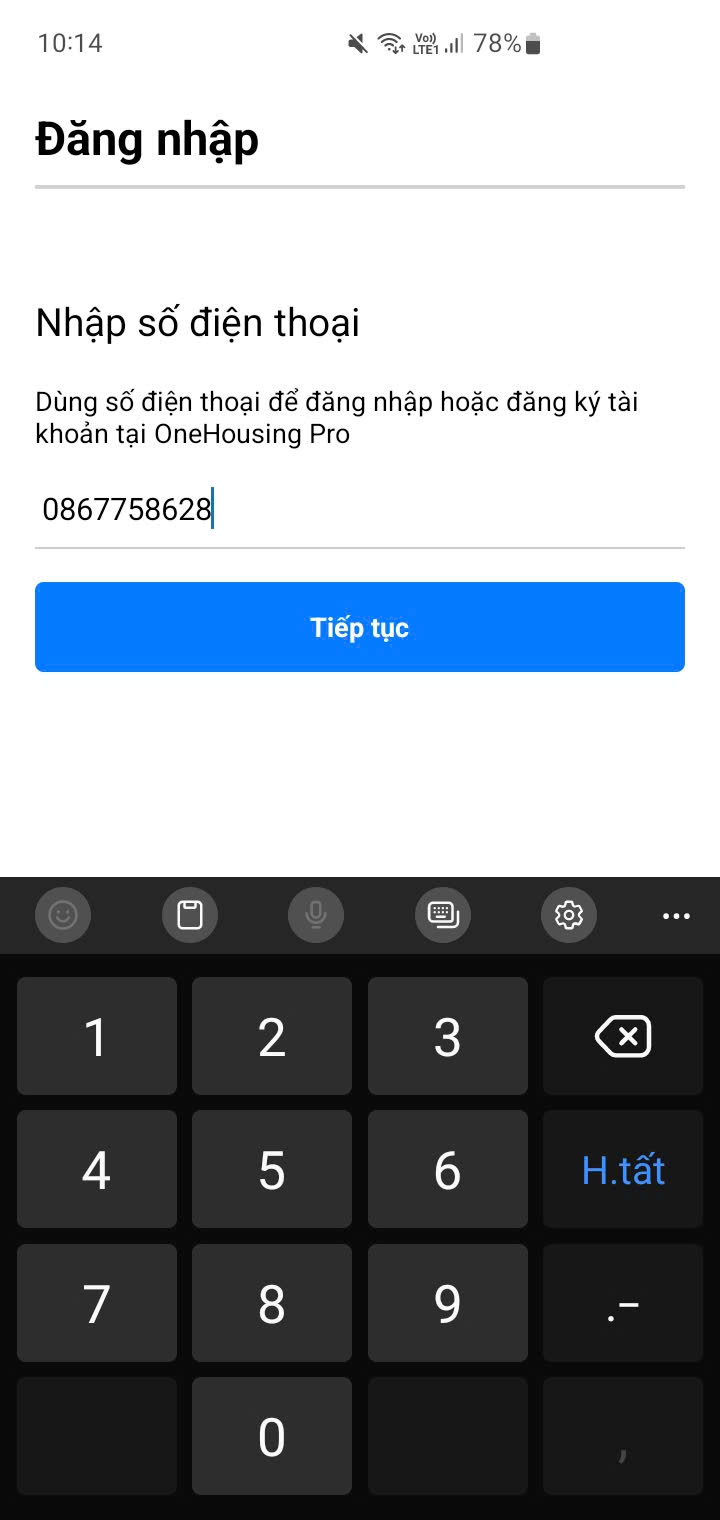 10:14
Vo)) LTE1 78%
Đăng nhập
Nhập số điện thoại
Dùng số điện thoại để đăng nhập hoặc đăng ký tài
khoản tại OneHousing Pro
0867758628
Tiếp tục
1 2 3
4 5 6 H.tất
7 8 9 .–
0 ,